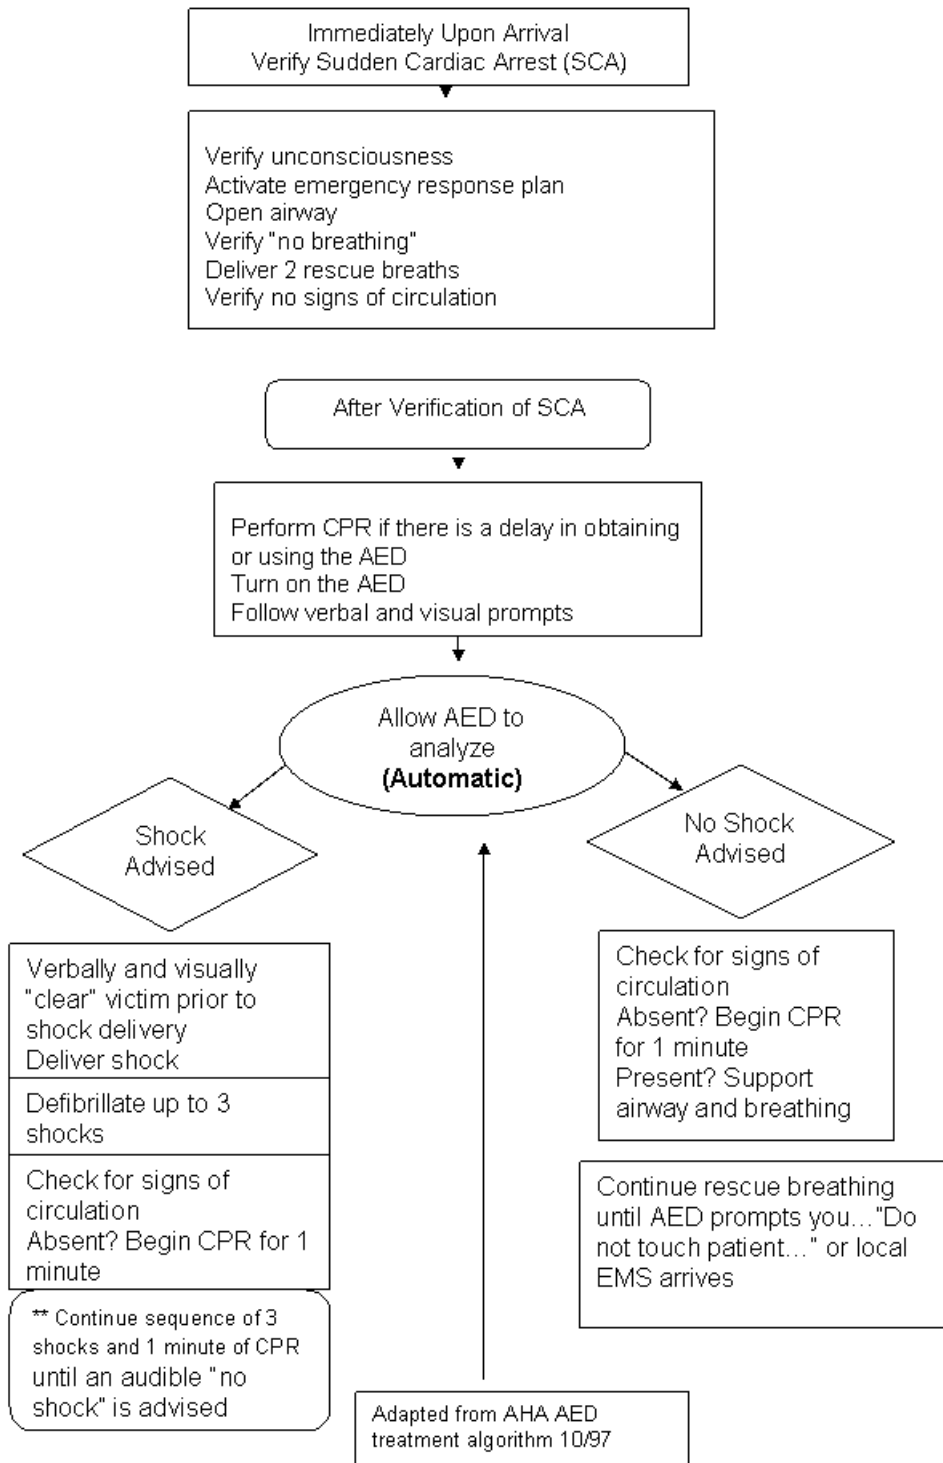 Immediately Upon Arrival
Verify Sudden Cardiac Arrest (SCA)
Verify unconsciousness
Activate emergency response plan
Open airway
Verify "no breathing"
Deliver 2 rescue breaths
Verify no signs of circulation
After Verification of SCA
Perform CPR if there is a delay in obtaining
or using the AED
Turn on the AED
Follow verbal and visual prompts
Allow AED to
analyze
(Automatic)
Shock
Advised
No Shock
Advised
Verbally and visually
"clear" victim prior to
shock delivery
Deliver shock
Defibrillate up to 3
shocks
Check for signs of
circulation
Absent? Begin CPR for 1
minute
** Continue sequence of 3
shocks and 1 minute of CPR
until an audible "no
shock" is advised
Check for signs of
circulation
Absent? Begin CPR
for 1 minute
Present? Support
airway and breathing
Continue rescue breathing
until AED prompts you..."Do
not touch patient..." or local
EMS arrives
Adapted from AHA AED
treatment algorithm 10/97